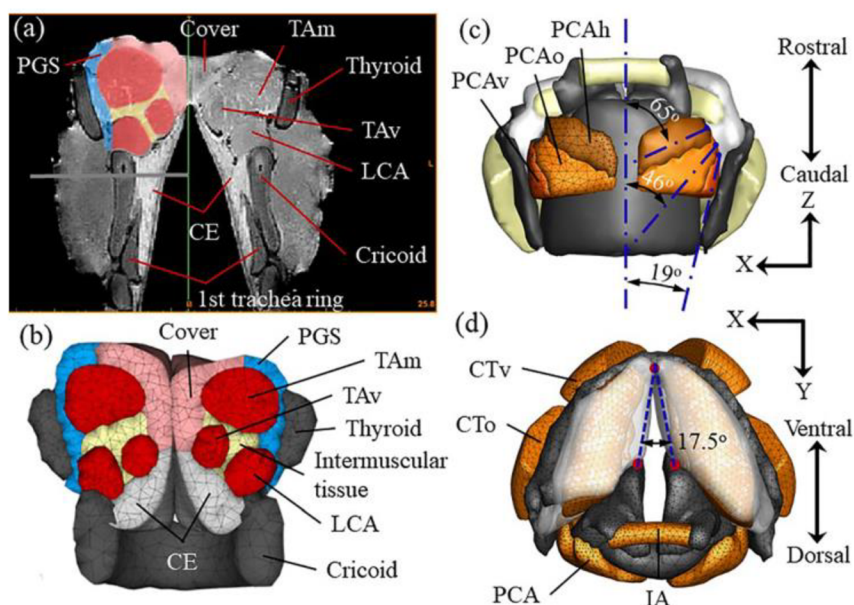 (a)
Cover
TAm
PGS
Thyroid
TAv
LCA
CE
Cricoid
1st trachea ring
25.8
L
(b)
Cover
PGS
TAm
TAv
Thyroid
Intermuscular
tissue
LCA
CE
Cricoid
(c)
PCAh
PCAo
PCAv
65°
46°
19°
Rostral
Caudal
Z
X
(d)
X
Y
CTv
CTo
17.5°
Ventral
Dorsal
PCA
IA